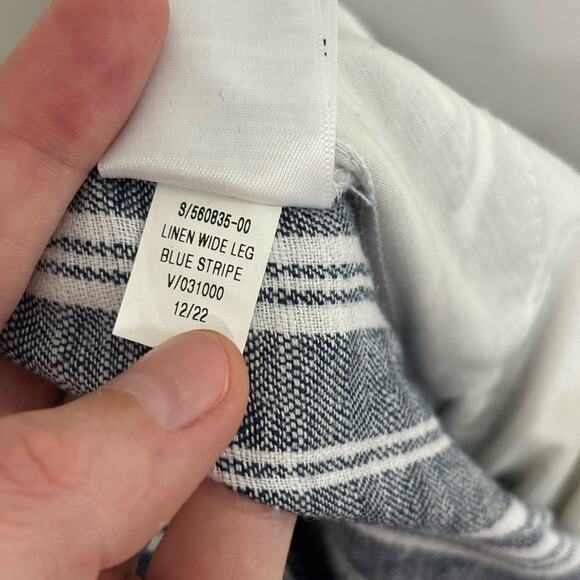 S/560835-00
LINEN WIDE LEG
BLUE STRIPE
V/031000
12/22